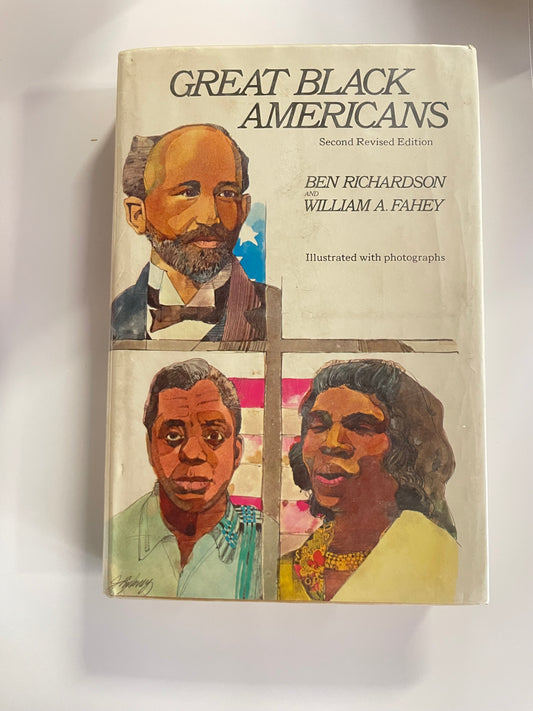 GREAT BLACK
AMERICANS
Second Revised Edition
BEN RICHARDSON
AND
WILLIAM A. FAHEY
Illustrated with photographs